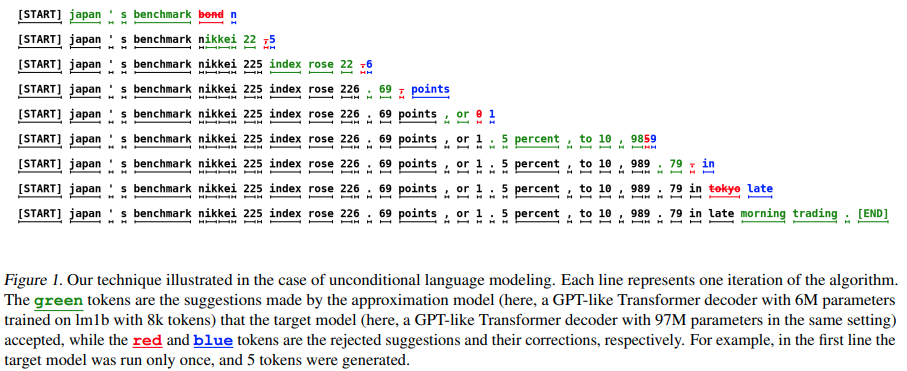 [START] japan ' s benchmark bond n
[START] japan ' s benchmark nikkei 22 75
[START] japan ' s benchmark nikkei 225 index rose 22 76
[START] japan ' s benchmark nikkei 225 index rose 226 . 69 7 points
[START] japan ' s benchmark nikkei 225 index rose 226 . 69 points , or 0 1
[START] japan ' s benchmark nikkei 225 index rose 226 . 69 points , or 1 . 5 percent , to 10 , 9859
[START] japan ' s benchmark nikkei 225 index rose 226 . 69 points , or 1 . 5 percent , to 10 , 989 . 79 7 in
[START] japan ' s benchmark nikkei 225 index rose 226 . 69 points , or 1 . 5 percent , to 10 , 989 . 79 in tokyo late
[START] japan ' s benchmark nikkei 225 index rose 226 . 69 points , or 1 . 5 percent , to 10 , 989 . 79 in late morning trading . [END]
Figure 1. Our technique illustrated in the case of unconditional language modeling. Each line represents one iteration of the algorithm.
The green tokens are the suggestions made by the approximation model (here, a GPT-like Transformer decoder with 6M parameters
trained on lm1b with 8k tokens) that the target model (here, a GPT-like Transformer decoder with 97M parameters in the same setting)
accepted, while the red and blue tokens are the rejected suggestions and their corrections, respectively. For example, in the first line the
target model was run only once, and 5 tokens were generated.